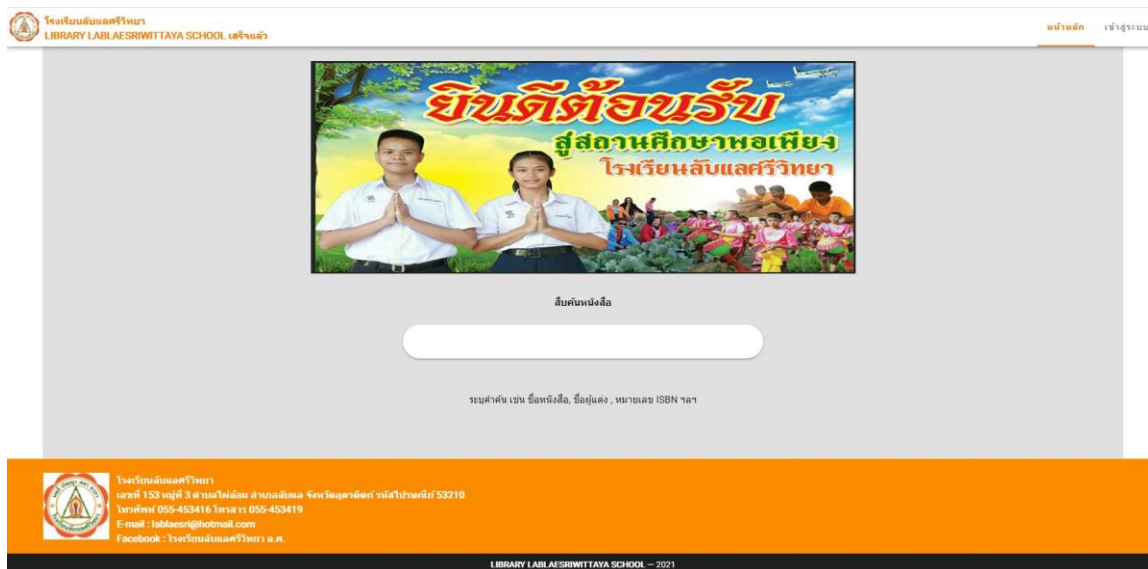 โรงเรียนลับแลศรีวิทยา
LIBRARY LABLAESRIWITTAYA SCHOOL เสร็จแล้ว
หน้าหลัก เข้าสู่ระบบ
ยินดีต้อนรับ
สู่สถานศึกษาพอเพียง
โรงเรียนลับแลศรีวิทยา
สืบค้นหนังสือ
ระบุคำค้น เช่น ชื่อหนังสือ, ชื่อผู้แต่ง , หมายเลข ISBN ฯลฯ
โรงเรียนลับแลศรีวิทยา
เลขที่ 153 หมู่ที่ 3 ตำบลไผ่ล้อม อำเภอลับแล จังหวัดอุตรดิตถ์ รหัสไปรษณีย์ 53210
โทรศัพท์ 055-453416 โทรสาร 055-453419
E-mail : lablaesri@hotmail.com
Facebook : โรงเรียนลับแลศรีวิทยา อ.ต.
LIBRARY LABLAESRIWITTAYA SCHOOL — 2021